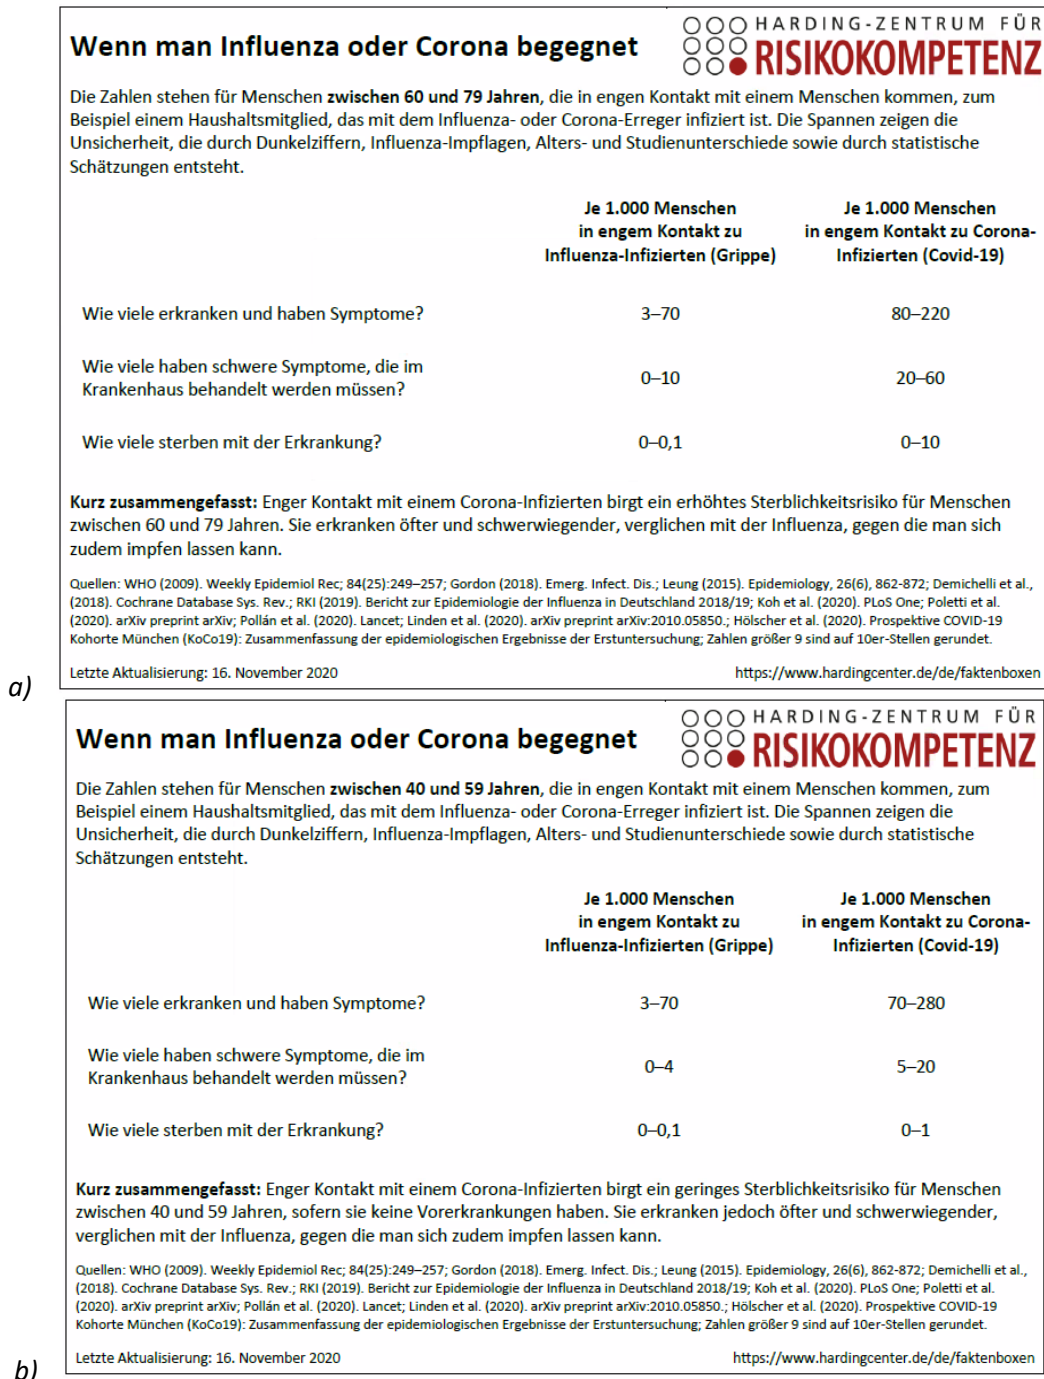 Wenn man Influenza oder Corona begegnet
HARDING-ZENTRUM FÜR
RISIKOKOMPETENZ
Die Zahlen stehen für Menschen zwischen 60 und 79 Jahren, die in engen Kontakt mit einem Menschen kommen, zum
Beispiel einem Haushaltsmitglied, das mit dem Influenza- oder Corona-Erreger infiziert ist. Die Spannen zeigen die
Unsicherheit, die durch Dunkelziffern, Influenza-Impflagen, Alters- und Studienunterschiede sowie durch statistische
Schätzungen entsteht.
Je 1.000 Menschen
in engem Kontakt zu
Influenza-Infizierten (Grippe)
Je 1.000 Menschen
in engem Kontakt zu Corona-
Infizierten (Covid-19)
Wie viele erkranken und haben Symptome? 3–70 80–220
Wie viele haben schwere Symptome, die im
Krankenhaus behandelt werden müssen? 0–10 20–60
Wie viele sterben mit der Erkrankung? 0–0,1 0–10
Kurz zusammengefasst: Enger Kontakt mit einem Corona-Infizierten birgt ein erhöhtes Sterblichkeitsrisiko für Menschen
zwischen 60 und 79 Jahren. Sie erkranken öfter und schwerwiegender, verglichen mit der Influenza, gegen die man sich
zudem impfen lassen kann.
Quellen: WHO (2009). Weekly Epidemiol Rec; 84(25):249–257; Gordon (2018). Emerg. Infect. Dis.; Leung (2015). Epidemiology, 26(6), 862-872; Demichelli et al.,
(2018). Cochrane Database Sys. Rev.; RKI (2019). Bericht zur Epidemiologie der Influenza in Deutschland 2018/19; Koh et al. (2020). PLoS One; Poletti et al.
(2020). arXiv preprint arXiv; Pollán et al. (2020). Lancet; Linden et al. (2020). arXiv preprint arXiv:2010.05850.; Hölscher et al. (2020). Prospektive COVID-19
Kohorte München (KoCo19): Zusammenfassung der epidemiologischen Ergebnisse der Erstuntersuchung; Zahlen größer 9 sind auf 10er-Stellen gerundet.
Letzte Aktualisierung: 16. November 2020 https://www.hardingcenter.de/de/faktenboxen
a)
Wenn man Influenza oder Corona begegnet
HARDING-ZENTRUM FÜR
RISIKOKOMPETENZ
Die Zahlen stehen für Menschen zwischen 40 und 59 Jahren, die in engen Kontakt mit einem Menschen kommen, zum
Beispiel einem Haushaltsmitglied, das mit dem Influenza- oder Corona-Erreger infiziert ist. Die Spannen zeigen die
Unsicherheit, die durch Dunkelziffern, Influenza-Impflagen, Alters- und Studienunterschiede sowie durch statistische
Schätzungen entsteht.
Je 1.000 Menschen
in engem Kontakt zu
Influenza-Infizierten (Grippe)
Je 1.000 Menschen
in engem Kontakt zu Corona-
Infizierten (Covid-19)
Wie viele erkranken und haben Symptome? 3–70 70–280
Wie viele haben schwere Symptome, die im
Krankenhaus behandelt werden müssen? 0–4 5–20
Wie viele sterben mit der Erkrankung? 0–0,1 0–1
Kurz zusammengefasst: Enger Kontakt mit einem Corona-Infizierten birgt ein geringes Sterblichkeitsrisiko für Menschen
zwischen 40 und 59 Jahren, sofern sie keine Vorerkrankungen haben. Sie erkranken jedoch öfter und schwerwiegender,
verglichen mit der Influenza, gegen die man sich zudem impfen lassen kann.
Quellen: WHO (2009). Weekly Epidemiol Rec; 84(25):249–257; Gordon (2018). Emerg. Infect. Dis.; Leung (2015). Epidemiology, 26(6), 862-872; Demichelli et al.,
(2018). Cochrane Database Sys. Rev.; RKI (2019). Bericht zur Epidemiologie der Influenza in Deutschland 2018/19; Koh et al. (2020). PLoS One; Poletti et al.
(2020). arXiv preprint arXiv; Pollán et al. (2020). Lancet; Linden et al. (2020). arXiv preprint arXiv:2010.05850.; Hölscher et al. (2020). Prospektive COVID-19
Kohorte München (KoCo19): Zusammenfassung der epidemiologischen Ergebnisse der Erstuntersuchung; Zahlen größer 9 sind auf 10er-Stellen gerundet.
Letzte Aktualisierung: 16. November 2020 https://www.hardingcenter.de/de/faktenboxen
b)